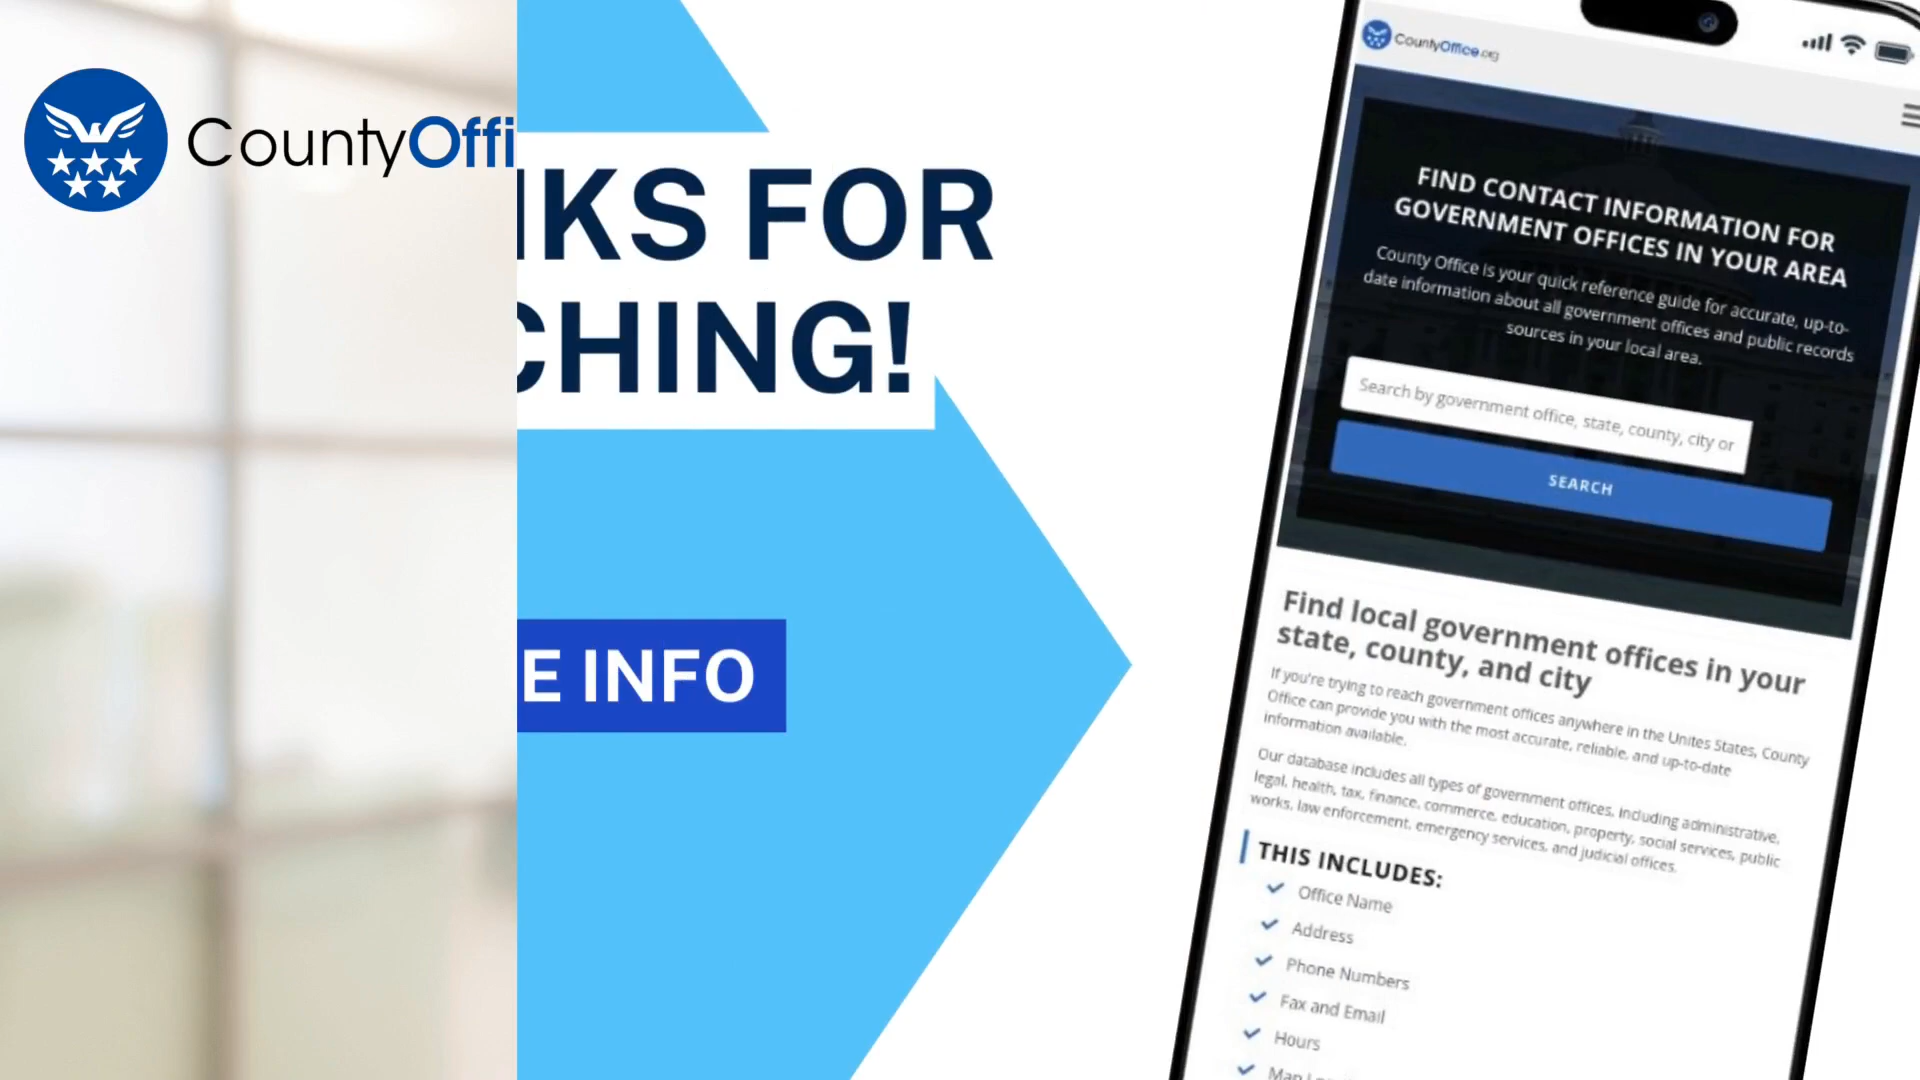 CountyOffi
NKS FOR
CHING!
E INFO
CountyOffice.org
FIND CONTACT INFORMATION FOR
GOVERNMENT OFFICES IN YOUR AREA
County Office is your quick reference guide for accurate, up-to-
date information about all government offices and public records
sources in your local area.
Search by government office, state, county, city or
SEARCH
Find local government offices in your
state, county, and city
If you're trying to reach government offices anywhere in the Unites States, County
Office can provide you with the most accurate, reliable, and up-to-date
information available.
Our database includes all types of government offices, including administrative,
legal, health, tax, finance, commerce, education, property, social services, public
works, law enforcement, emergency services, and judicial offices.
THIS INCLUDES:
Office Name
Address
Phone Numbers
Fax and Email
Hours
Map